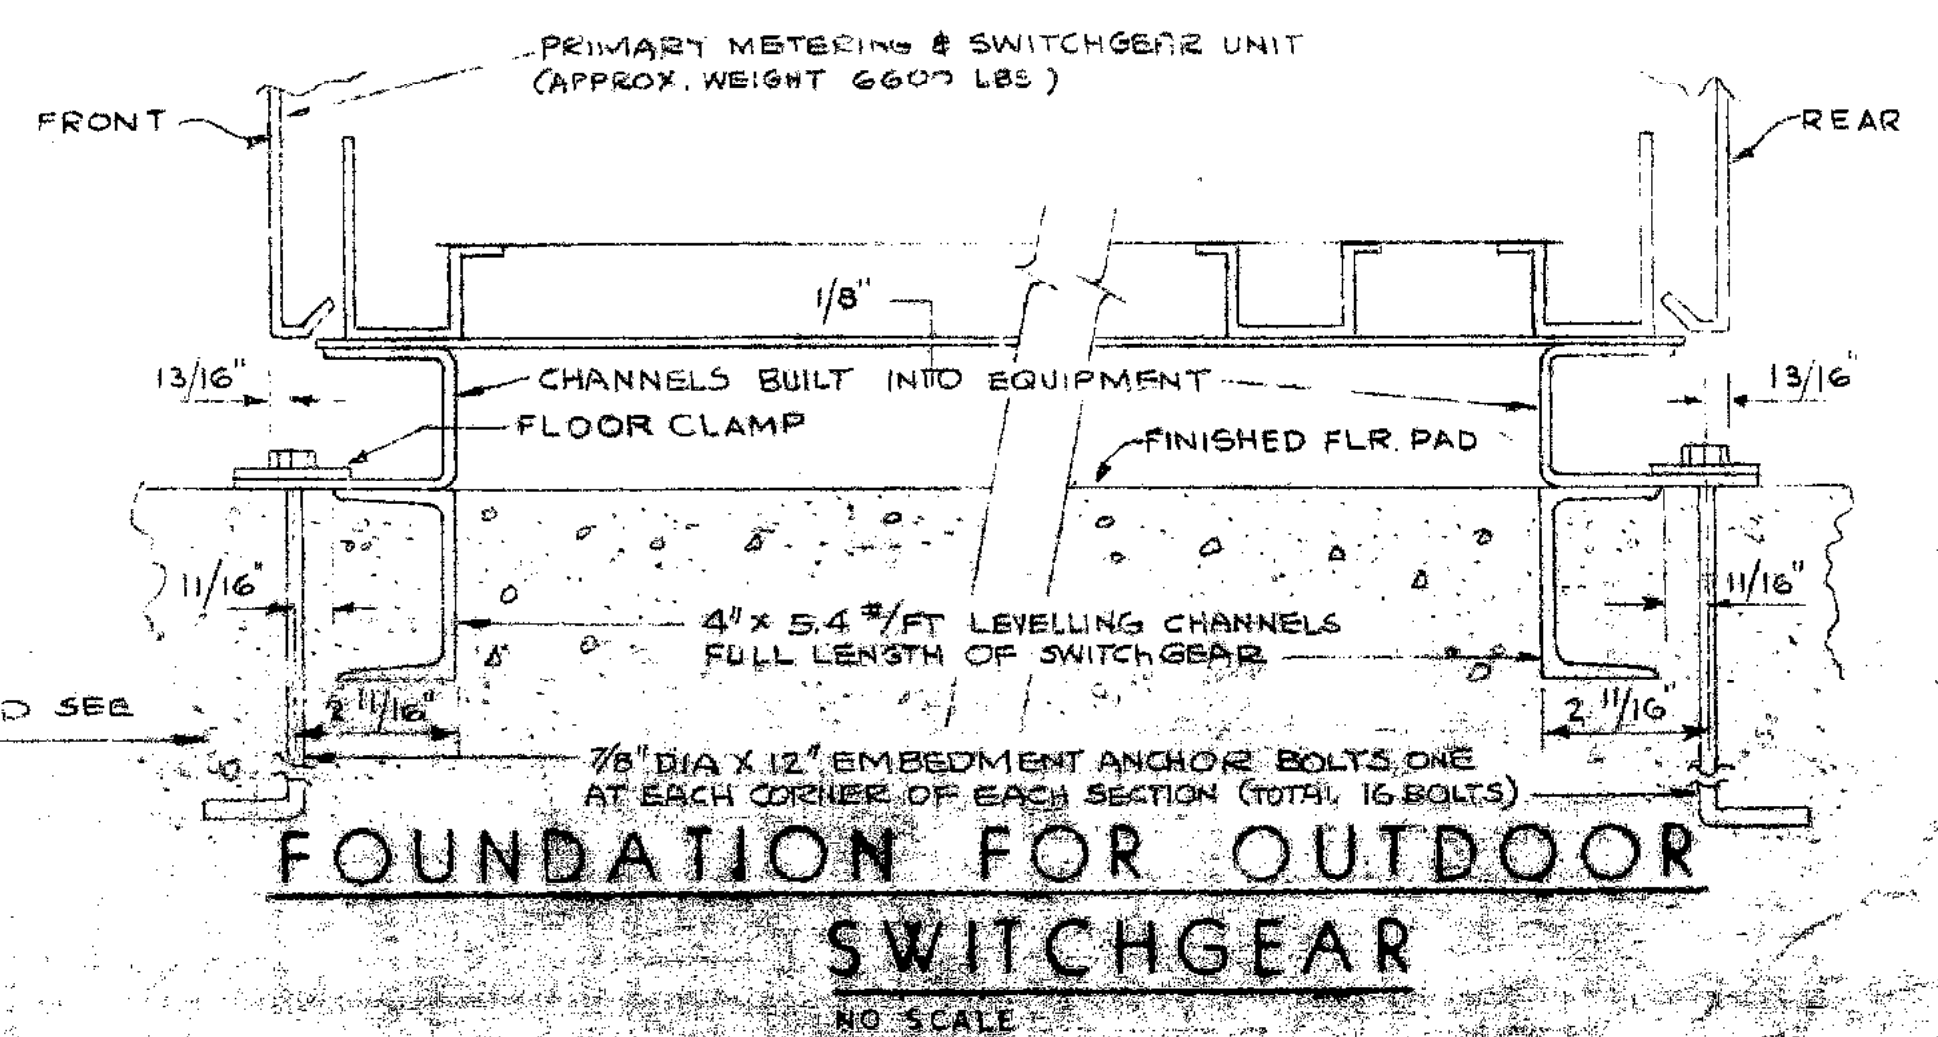 PRIMARY METERING & SWITCHGEAR UNIT
(APPROX. WEIGHT 6600 LBS)
FRONT
REAR
1/8"
13/16"
CHANNELS BUILT INTO EQUIPMENT
13/16"
FLOOR CLAMP
FINISHED FLR. PAD
11/16"
11/16"
4" x 5.4 #/FT LEVELLING CHANNELS
FULL LENGTH OF SWITCHGEAR
D SEE
2 11/16"
2 11/16"
7/8" DIA X 12" EMBEDMENT ANCHOR BOLTS, ONE
AT EACH CORNER OF EACH SECTION (TOTAL 16 BOLTS)
FOUNDATION FOR OUTDOOR
SWITCHGEAR
NO SCALE